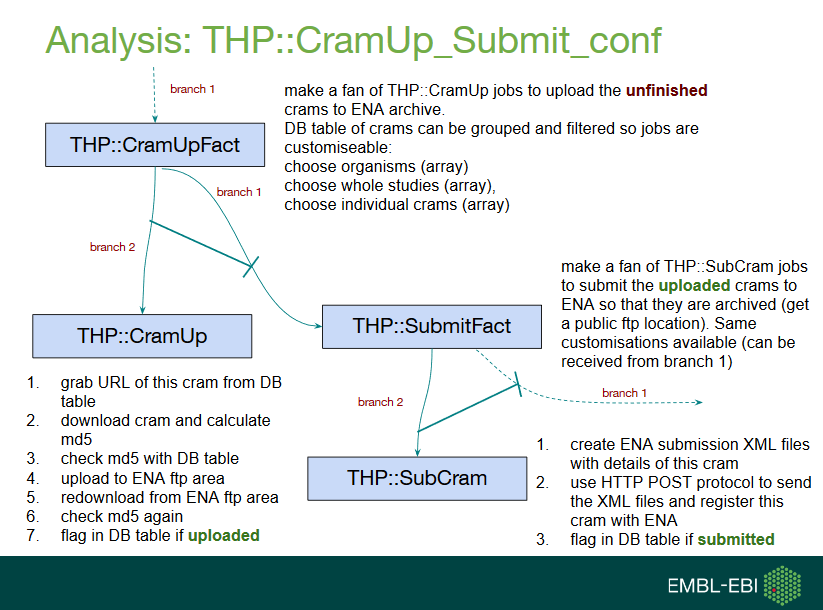 Analysis: THP::CramUp_Submit_conf
branch 1
make a fan of THP::CramUp jobs to upload the unfinished
crams to ENA archive.
DB table of crams can be grouped and filtered so jobs are
customiseable:
choose organisms (array)
choose whole studies (array),
choose individual crams (array)
THP::CramUpFact
branch 1
branch 2
make a fan of THP::SubCram jobs
to submit the uploaded crams to
ENA so that they are archived (get
a public ftp location). Same
customisations available (can be
received from branch 1)
THP::CramUp
THP::SubmitFact
1. grab URL of this cram from DB
table
2. download cram and calculate
md5
3. check md5 with DB table
4. upload to ENA ftp area
5. redownload from ENA ftp area
6. check md5 again
7. flag in DB table if uploaded
branch 2
branch 1
THP::SubCram
1. create ENA submission XML files
with details of this cram
2. use HTTP POST protocol to send
the XML files and register this
cram with ENA
3. flag in DB table if submitted
EMBL-EBI